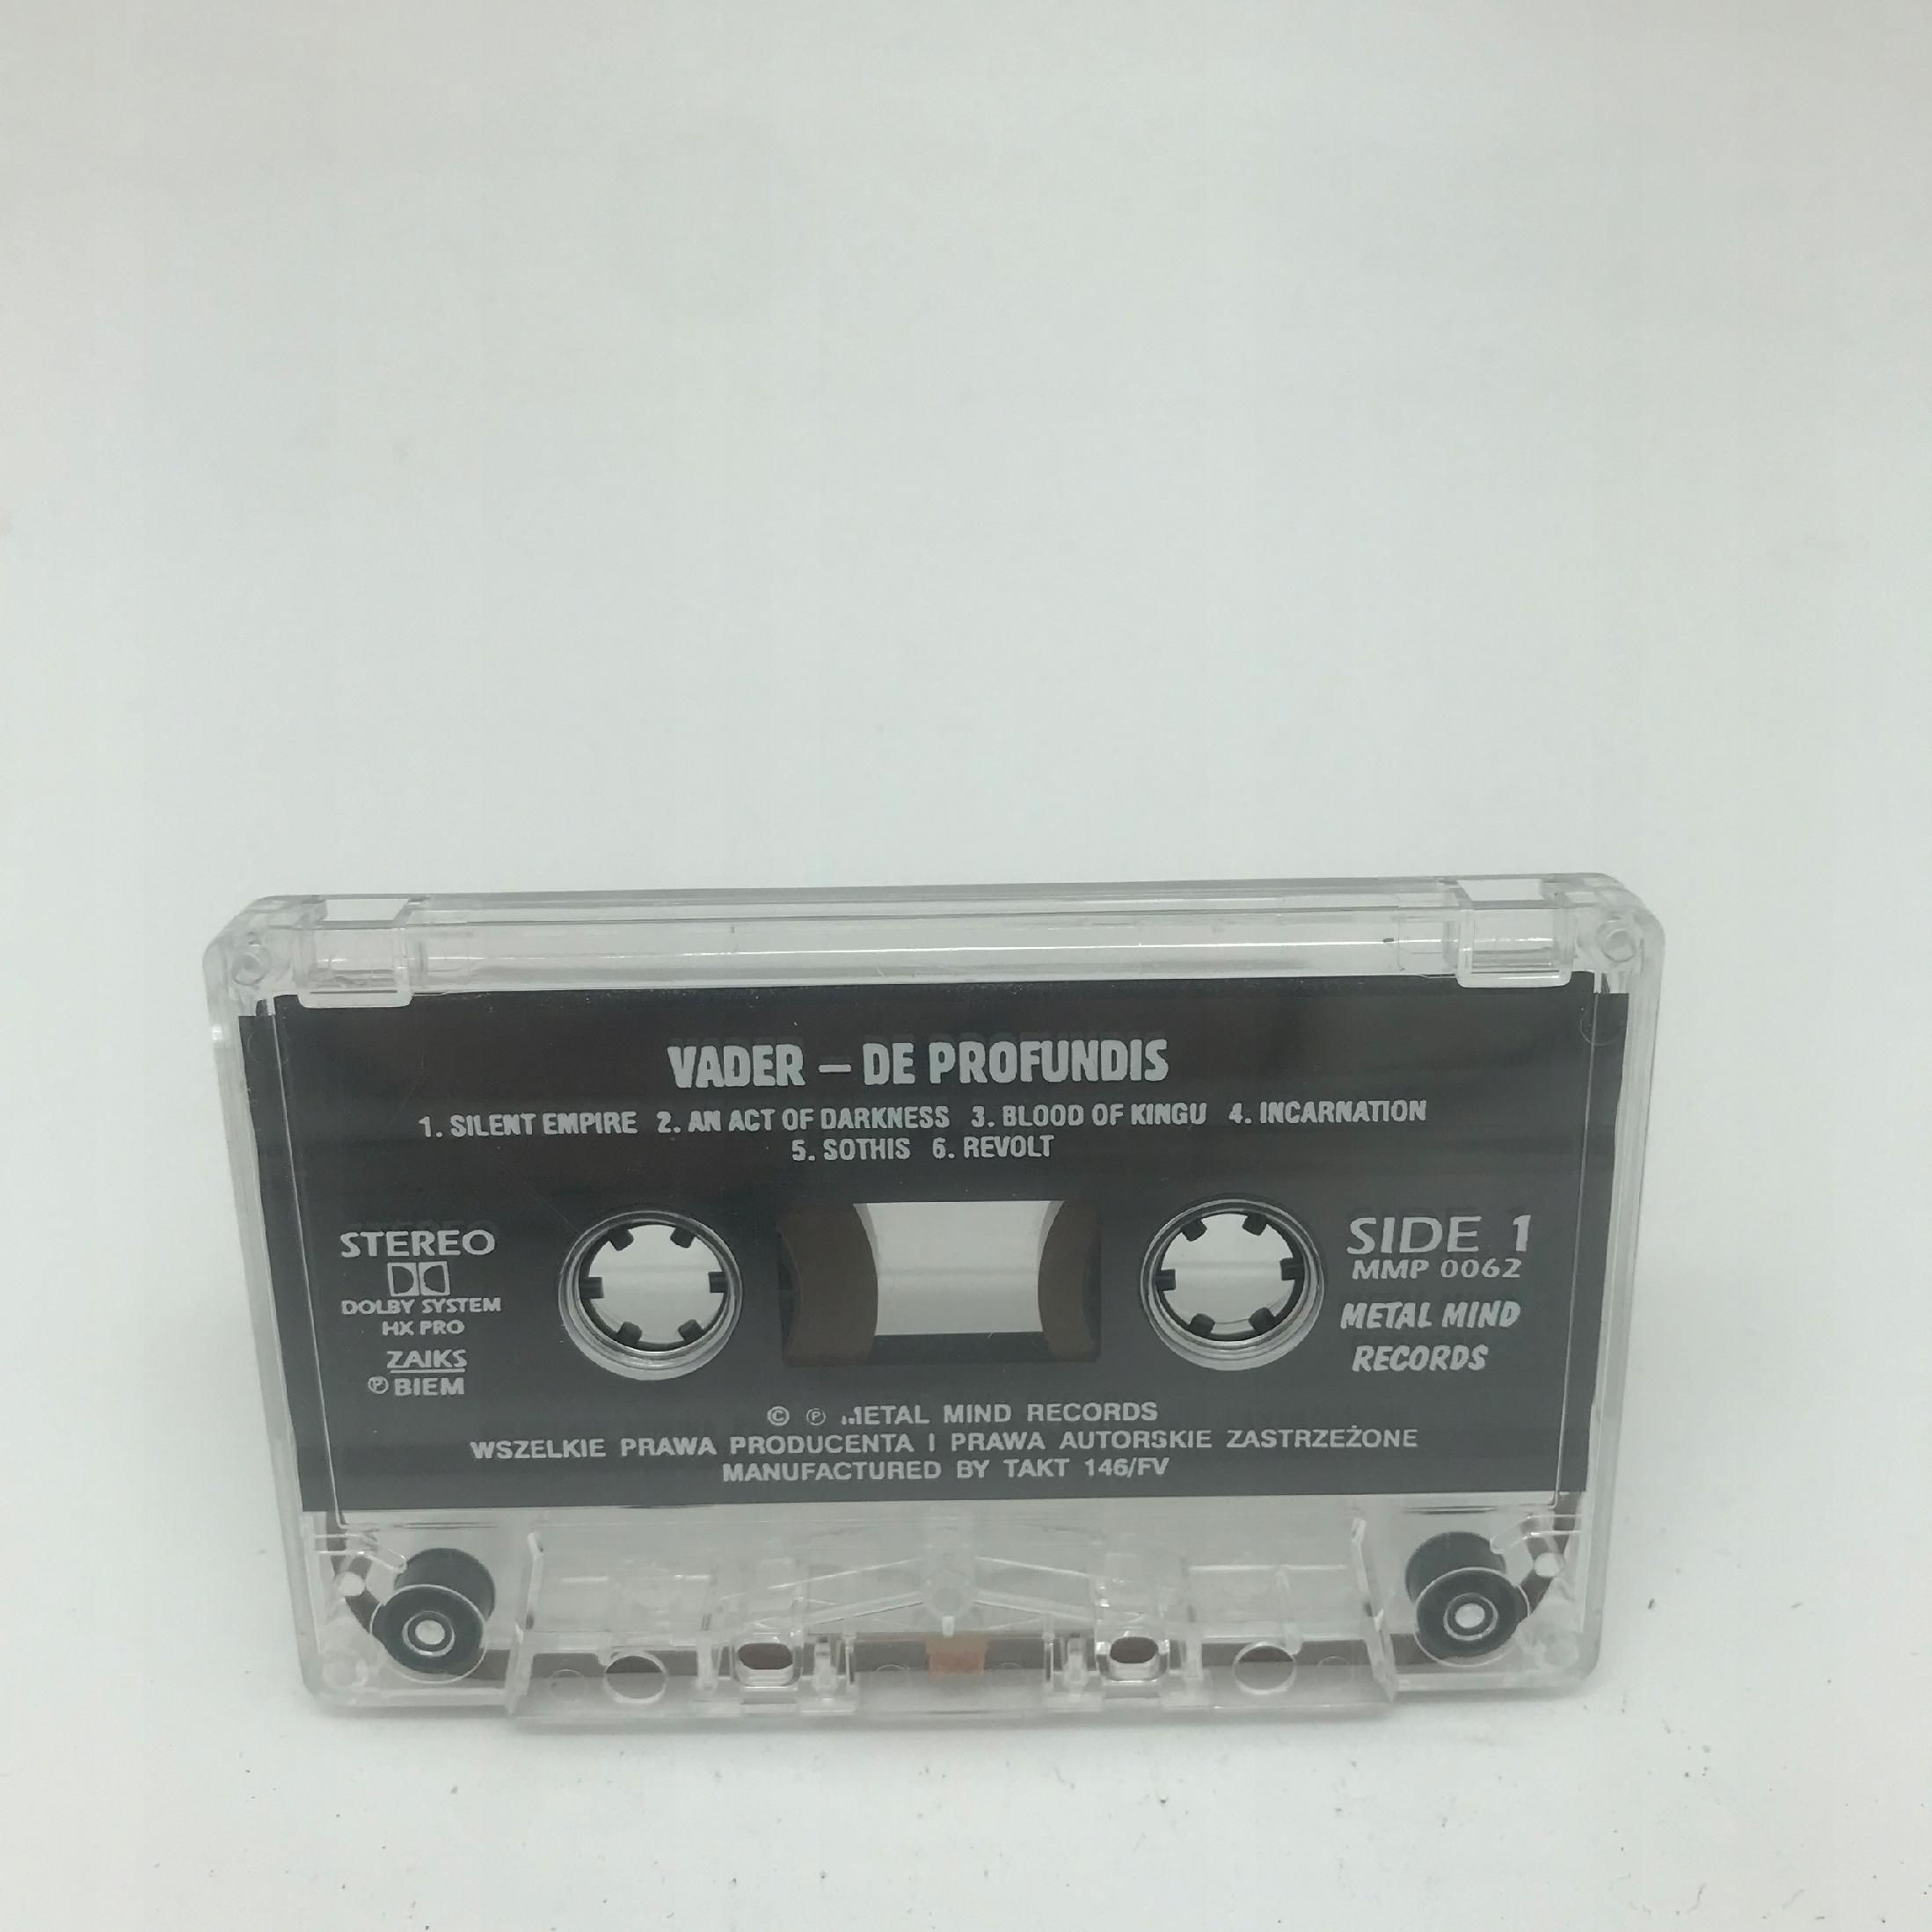 VADER – DE PROFUNDIS
1. SILENT EMPIRE 2. AN ACT OF DARKNESS 3. BLOOD OF KINGU 4. INCARNATION
5. SOTHIS 6. REVOLT
STEREO
DOLBY SYSTEM
HX PRO
ZAIKS
Ⓟ BIEM
SIDE 1
MMP 0062
METAL MIND
RECORDS
© Ⓟ METAL MIND RECORDS
WSZELKIE PRAWA PRODUCENTA I PRAWA AUTORSKIE ZASTRZEŻONE
MANUFACTURED BY TAKT 146/FV